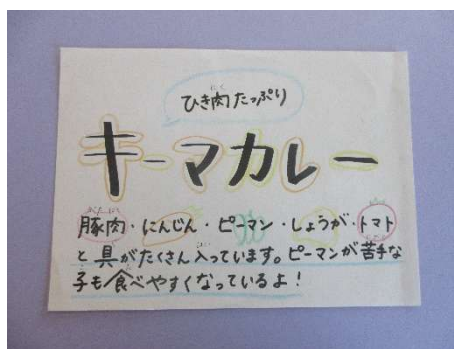 ひき肉たっぷり
キーマカレー
豚肉・にんじん・ピーマン・しょうが・トマト
と具がたくさん入っています。ピーマンが苦手な
子も食べやすくなっているよ！